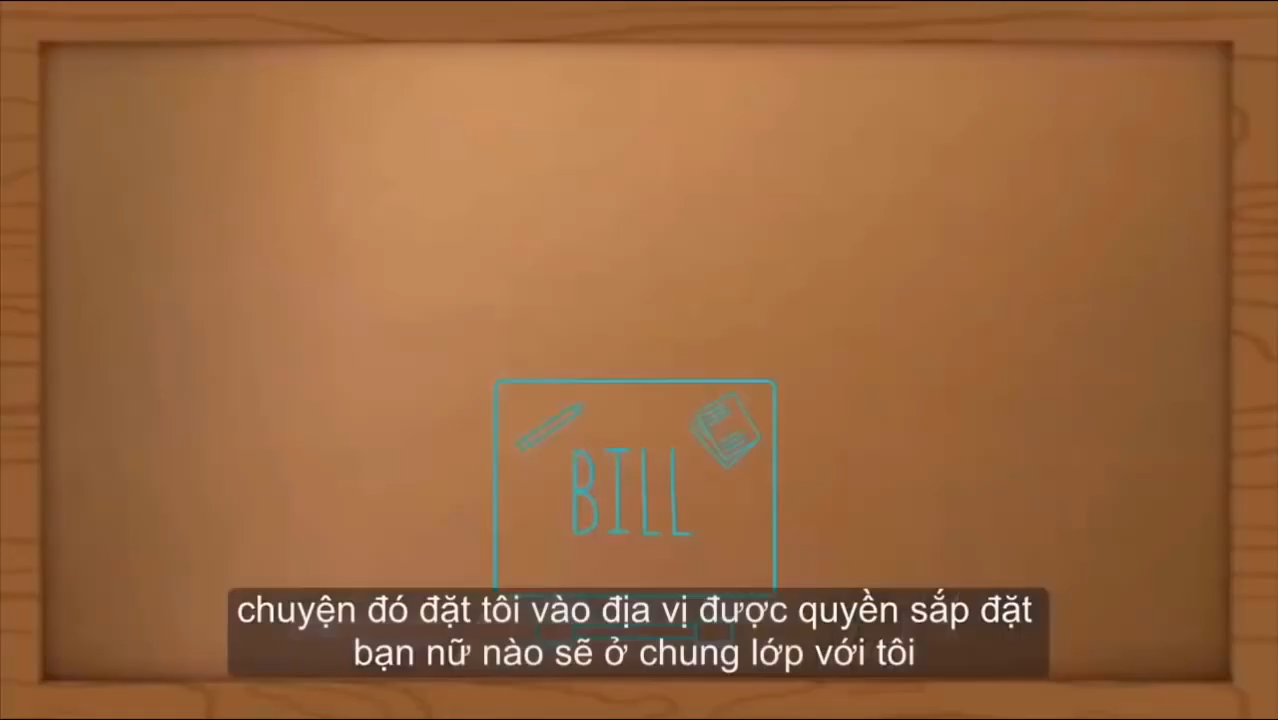 BILL
chuyện đó đặt tôi vào địa vị được quyền sắp đặt
bạn nữ nào sẽ ở chung lớp với tôi